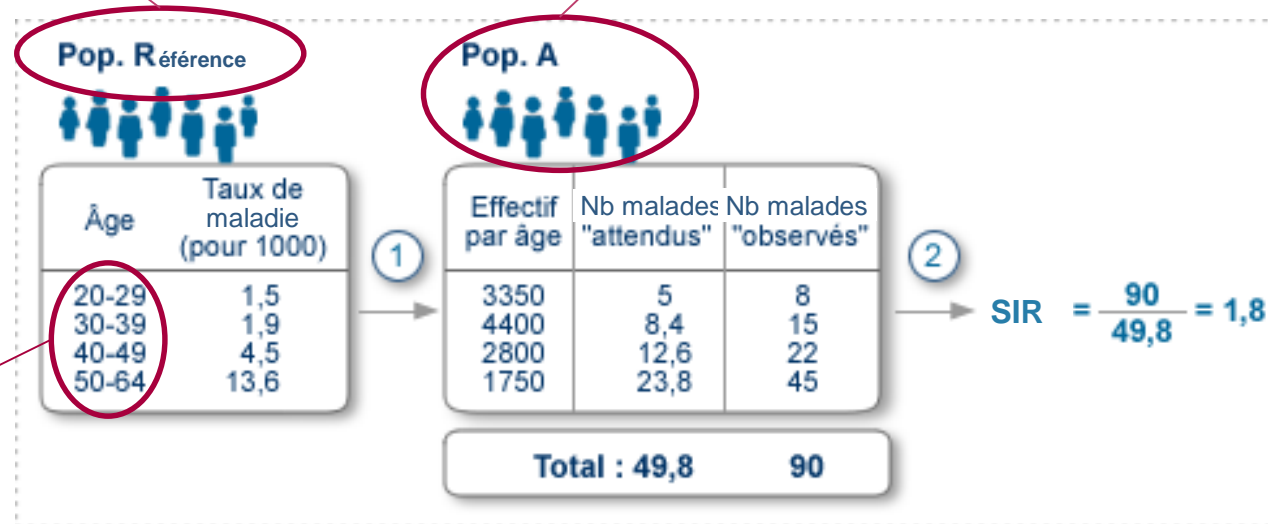 Pop. Référence
Pop. A
Âge
Taux de
maladie
(pour 1000)
20-29 1,5
30-39 1,9
40-49 4,5
50-64 13,6
1
Effectif
par âge
Nb malades
"attendus"
Nb malades
"observés"
3350 5 8
4400 8,4 15
2800 12,6 22
1750 23,8 45
Total : 49,8 90
2
SIR = 90
49,8
= 1,8